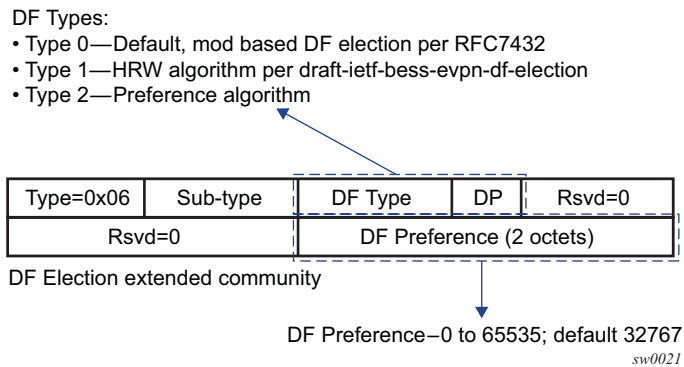 DF Types:
• Type 0—Default, mod based DF election per RFC7432
• Type 1—HRW algorithm per draft-ietf-bess-evpn-df-election
• Type 2—Preference algorithm
Type=0x06 Sub-type DF Type DP Rsvd=0
Rsvd=0 DF Preference (2 octets)
DF Election extended community
DF Preference–0 to 65535; default 32767
sw0021